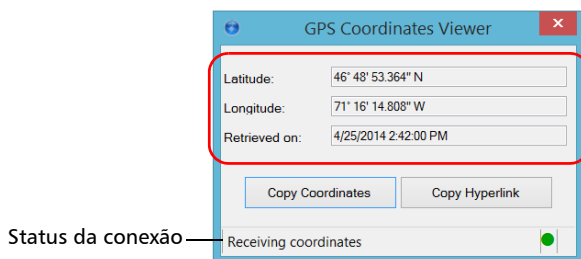 GPS Coordinates Viewer
Latitude: 46° 48' 53.364" N
Longitude: 71° 16' 14.808" W
Retrieved on: 4/25/2014 2:42:00 PM
Copy Coordinates Copy Hyperlink
Status da conexão Receiving coordinates